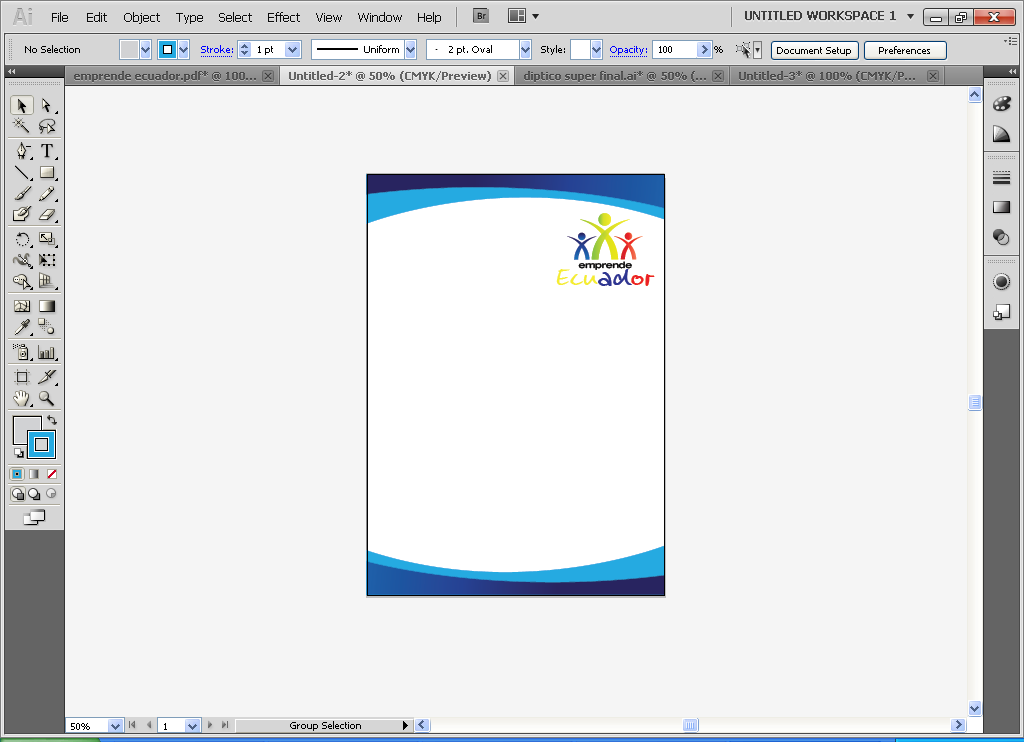 Ai File Edit Object Type Select Effect View Window Help Br UNTITLED WORKSPACE 1
No Selection Stroke: 1 pt Uniform 2 pt. Oval Style: Opacity: 100 % Document Setup Preferences
emprende ecuador.pdf* @ 100... Untitled-2* @ 50% (CMYK/Preview) diptico super final.ai* @ 50% (... Untitled-3* @ 100% (CMYK/P...
T
emprende
Ecuador
50% 1 Group Selection